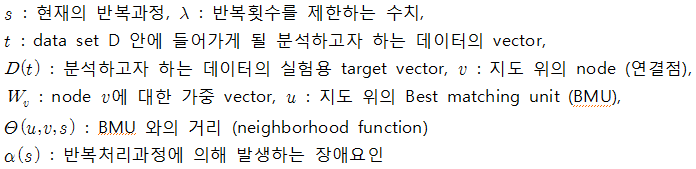 s : 현재의 반복과정, λ : 반복횟수를 제한하는 수치,
t : data set D 안에 들어가게 될 분석하고자 하는 데이터의 vector,
D(t) : 분석하고자 하는 데이터의 실험용 target vector, v : 지도 위의 node (연결점),
W_v : node v에 대한 가중 vector, u : 지도 위의 Best matching unit (BMU),
Θ(u,v,s) : BMU 와의 거리 (neighborhood function)
α(s) : 반복처리과정에 의해 발생하는 장애요인